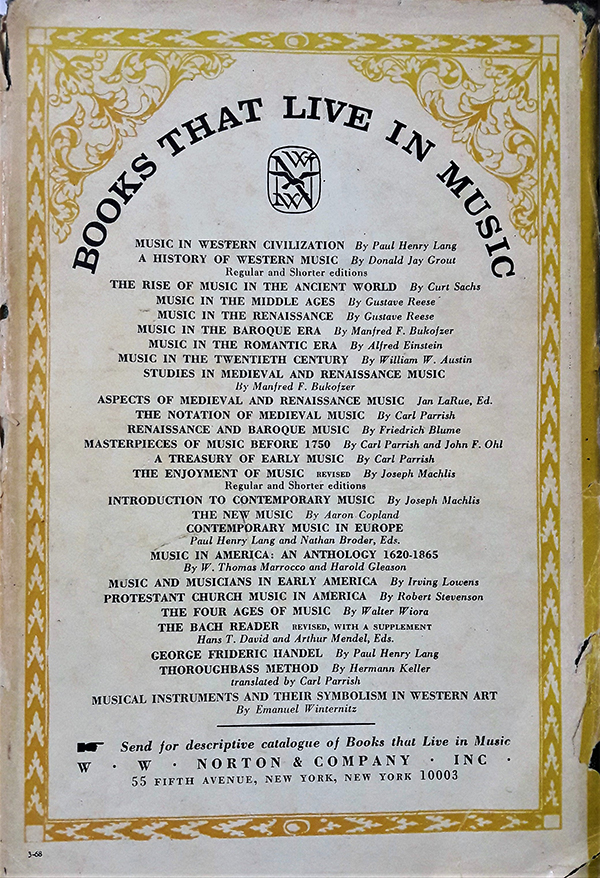 BOOKS THAT LIVE IN MUSIC
W W N
MUSIC IN WESTERN CIVILIZATION By Paul Henry Lang
A HISTORY OF WESTERN MUSIC By Donald Jay Grout
Regular and Shorter editions
THE RISE OF MUSIC IN THE ANCIENT WORLD By Curt Sachs
MUSIC IN THE MIDDLE AGES By Gustave Reese
MUSIC IN THE RENAISSANCE By Gustave Reese
MUSIC IN THE BAROQUE ERA By Manfred F. Bukofzer
MUSIC IN THE ROMANTIC ERA By Alfred Einstein
MUSIC IN THE TWENTIETH CENTURY By William W. Austin
STUDIES IN MEDIEVAL AND RENAISSANCE MUSIC
By Manfred F. Bukofzer
ASPECTS OF MEDIEVAL AND RENAISSANCE MUSIC Jan LaRue, Ed.
THE NOTATION OF MEDIEVAL MUSIC By Carl Parrish
RENAISSANCE AND BAROQUE MUSIC By Friedrich Blume
MASTERPIECES OF MUSIC BEFORE 1750 By Carl Parrish and John F. Ohl
A TREASURY OF EARLY MUSIC By Carl Parrish
THE ENJOYMENT OF MUSIC REVISED By Joseph Machlis
Regular and Shorter editions
INTRODUCTION TO CONTEMPORARY MUSIC By Joseph Machlis
THE NEW MUSIC By Aaron Copland
CONTEMPORARY MUSIC IN EUROPE
Paul Henry Lang and Nathan Broder, Eds.
MUSIC IN AMERICA: AN ANTHOLOGY 1620-1865
By W. Thomas Marrocco and Harold Gleason
MUSIC AND MUSICIANS IN EARLY AMERICA By Irving Lowens
PROTESTANT CHURCH MUSIC IN AMERICA By Robert Stevenson
THE FOUR AGES OF MUSIC By Walter Wiora
THE BACH READER REVISED, WITH A SUPPLEMENT
Hans T. David and Arthur Mendel, Eds.
GEORGE FRIDERIC HANDEL By Paul Henry Lang
THOROUGHBASS METHOD By Hermann Keller
translated by Carl Parrish
MUSICAL INSTRUMENTS AND THEIR SYMBOLISM IN WESTERN ART
By Emanuel Winternitz
Send for descriptive catalogue of Books that Live in Music
W · W · NORTON & COMPANY · INC ·
55 FIFTH AVENUE, NEW YORK, NEW YORK 10003
3-68